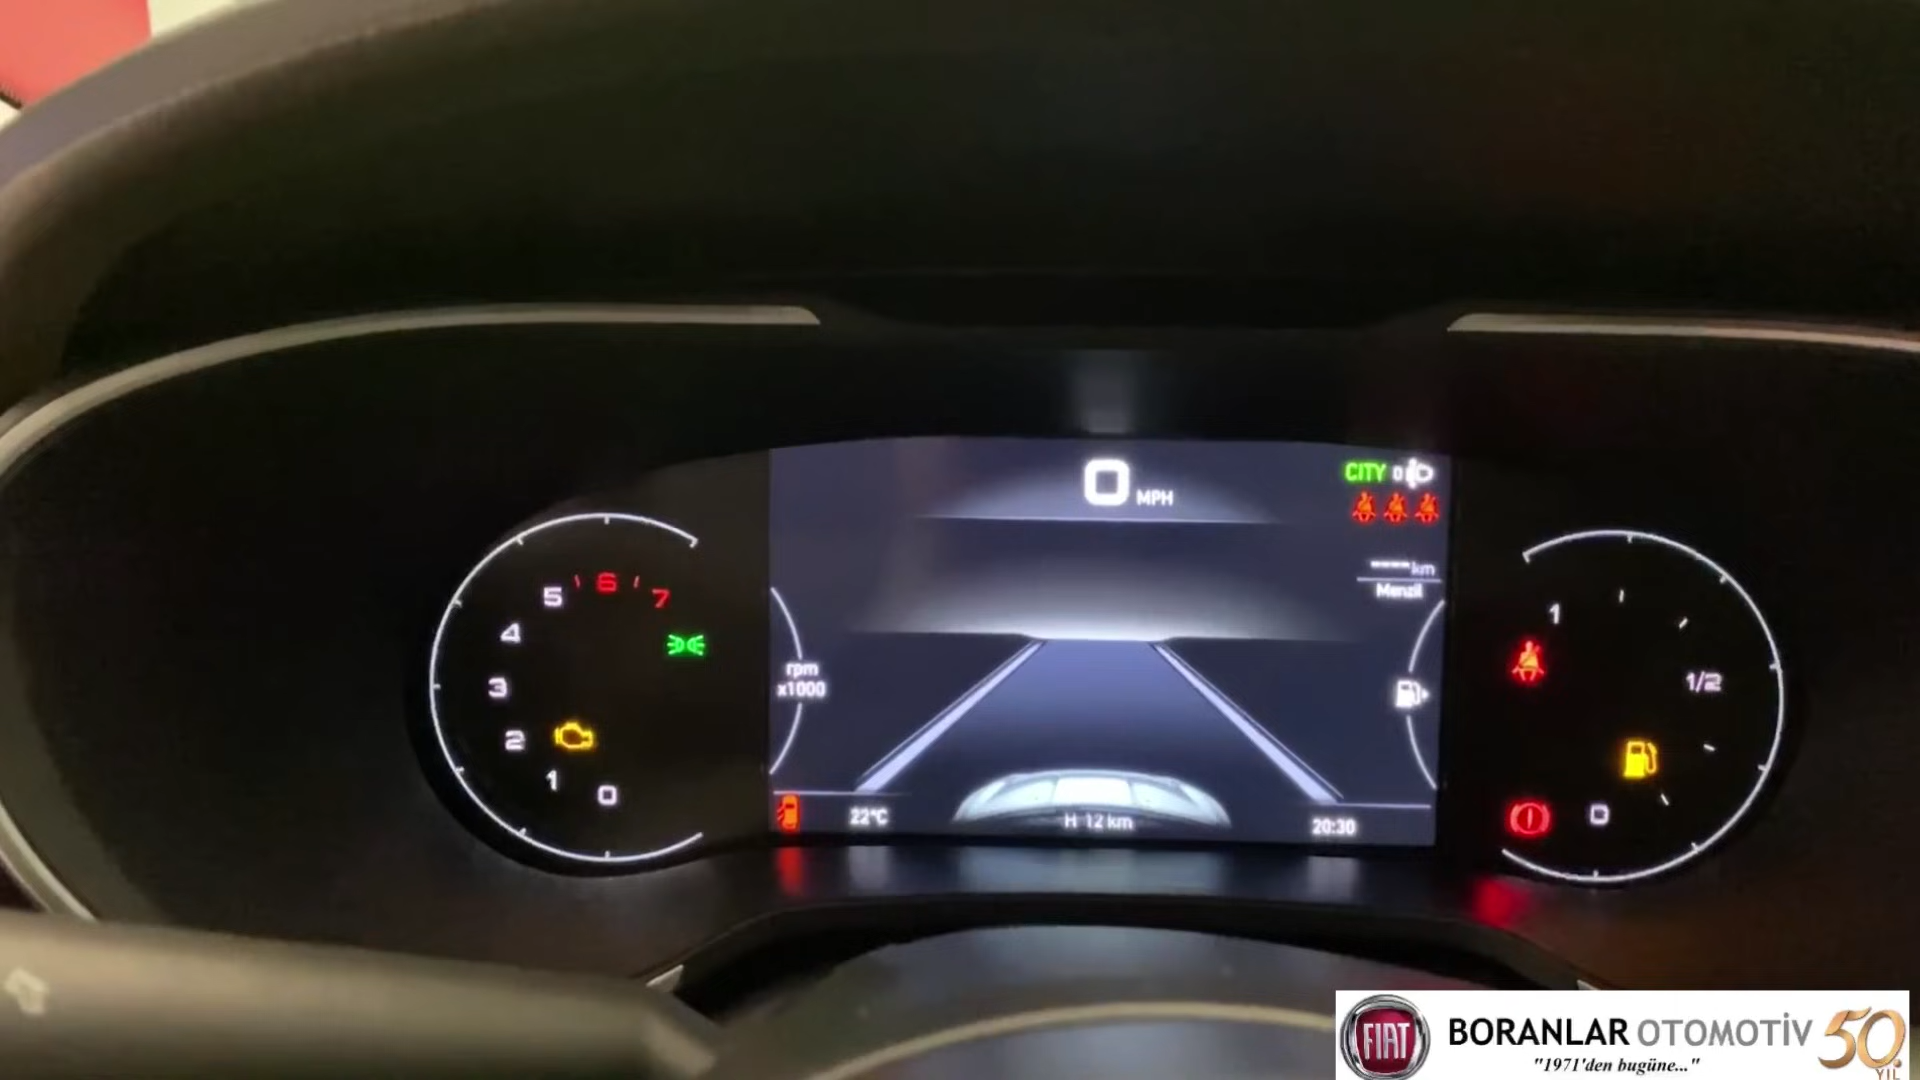 0 MPH
CITY
---- km
Menzil
5 6 7
4
3
2
1
0
rpm
x1000
1
1/2
0
22°C
H 12 km
20:30
FIAT
BORANLAR OTOMOTİV 50. YIL
"1971'den bugüne..."